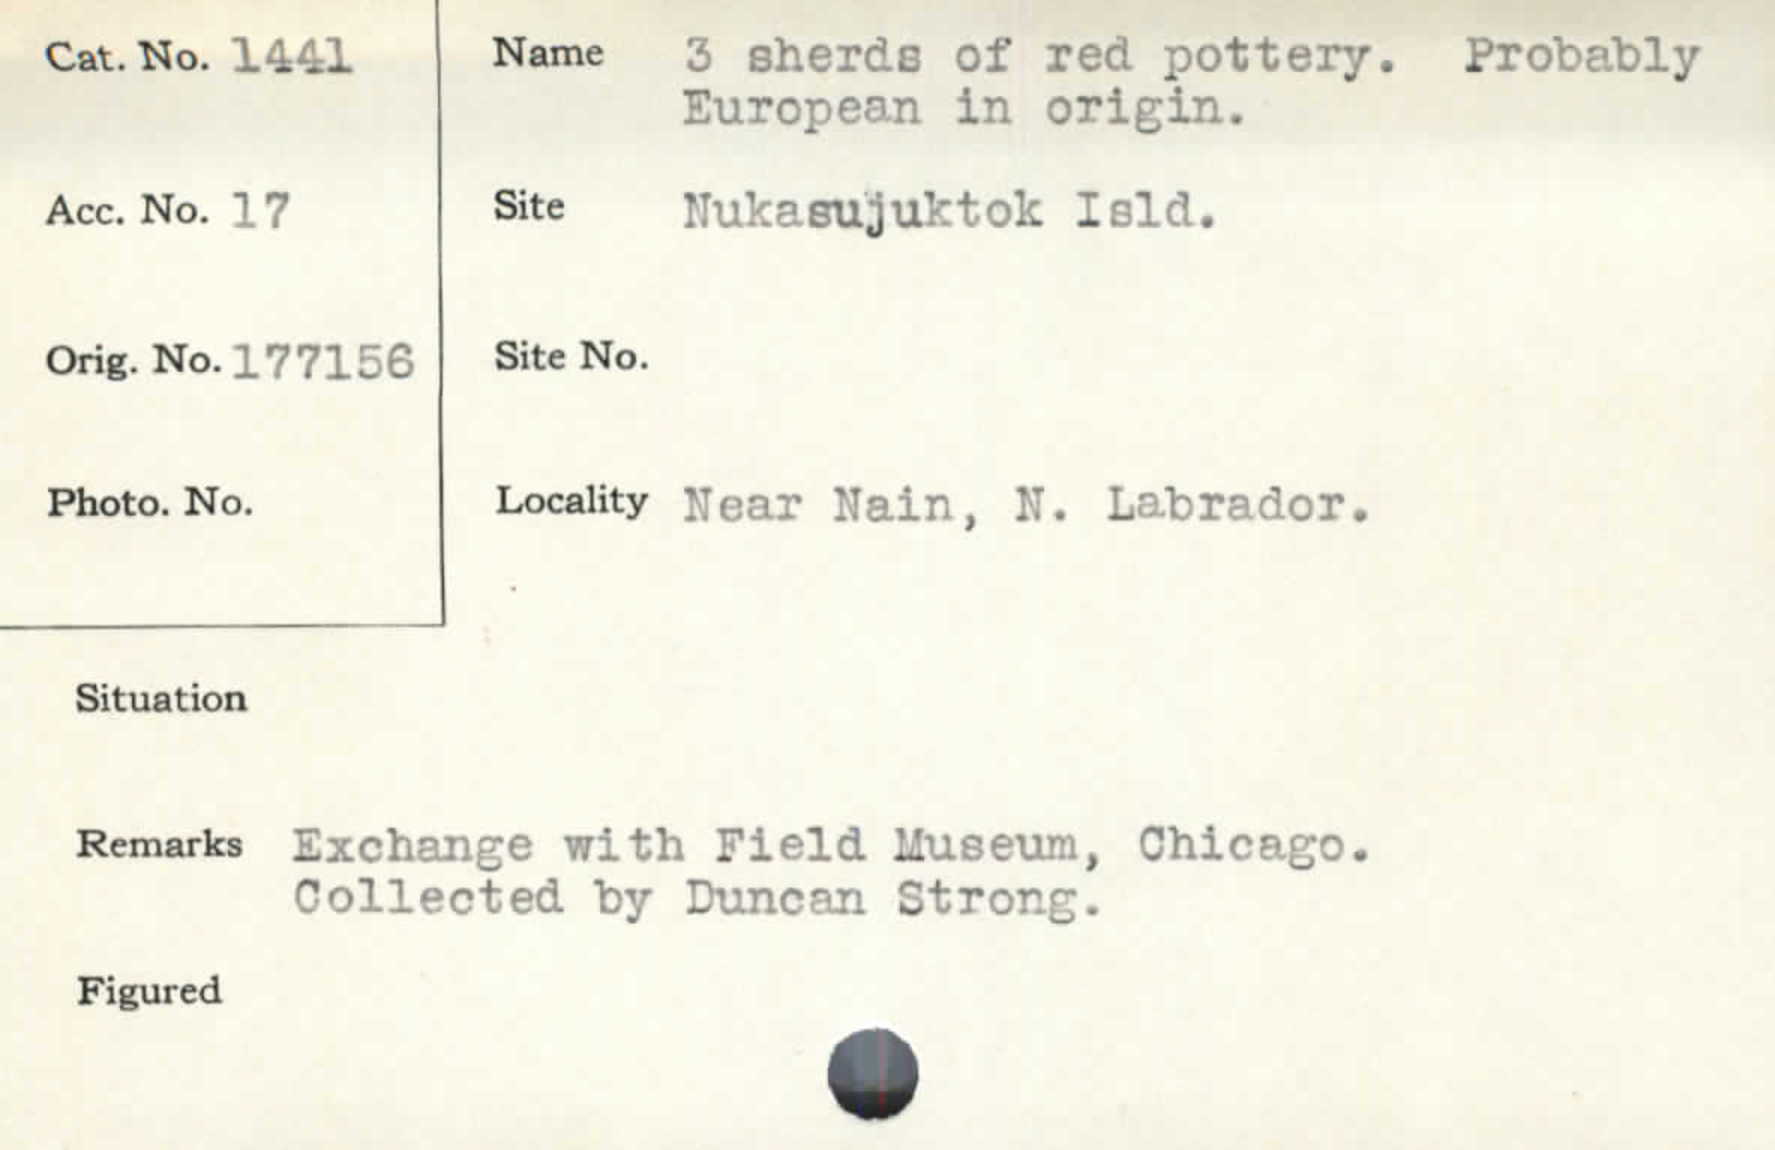 Cat. No. 1441
Name 3 sherds of red pottery. Probably
European in origin.
Acc. No. 17
Site Nukasujuktok Isld.
Orig. No. 177156
Site No.
Photo. No.
Locality Near Nain, N. Labrador.
Situation
Remarks Exchange with Field Museum, Chicago.
Collected by Duncan Strong.
Figured